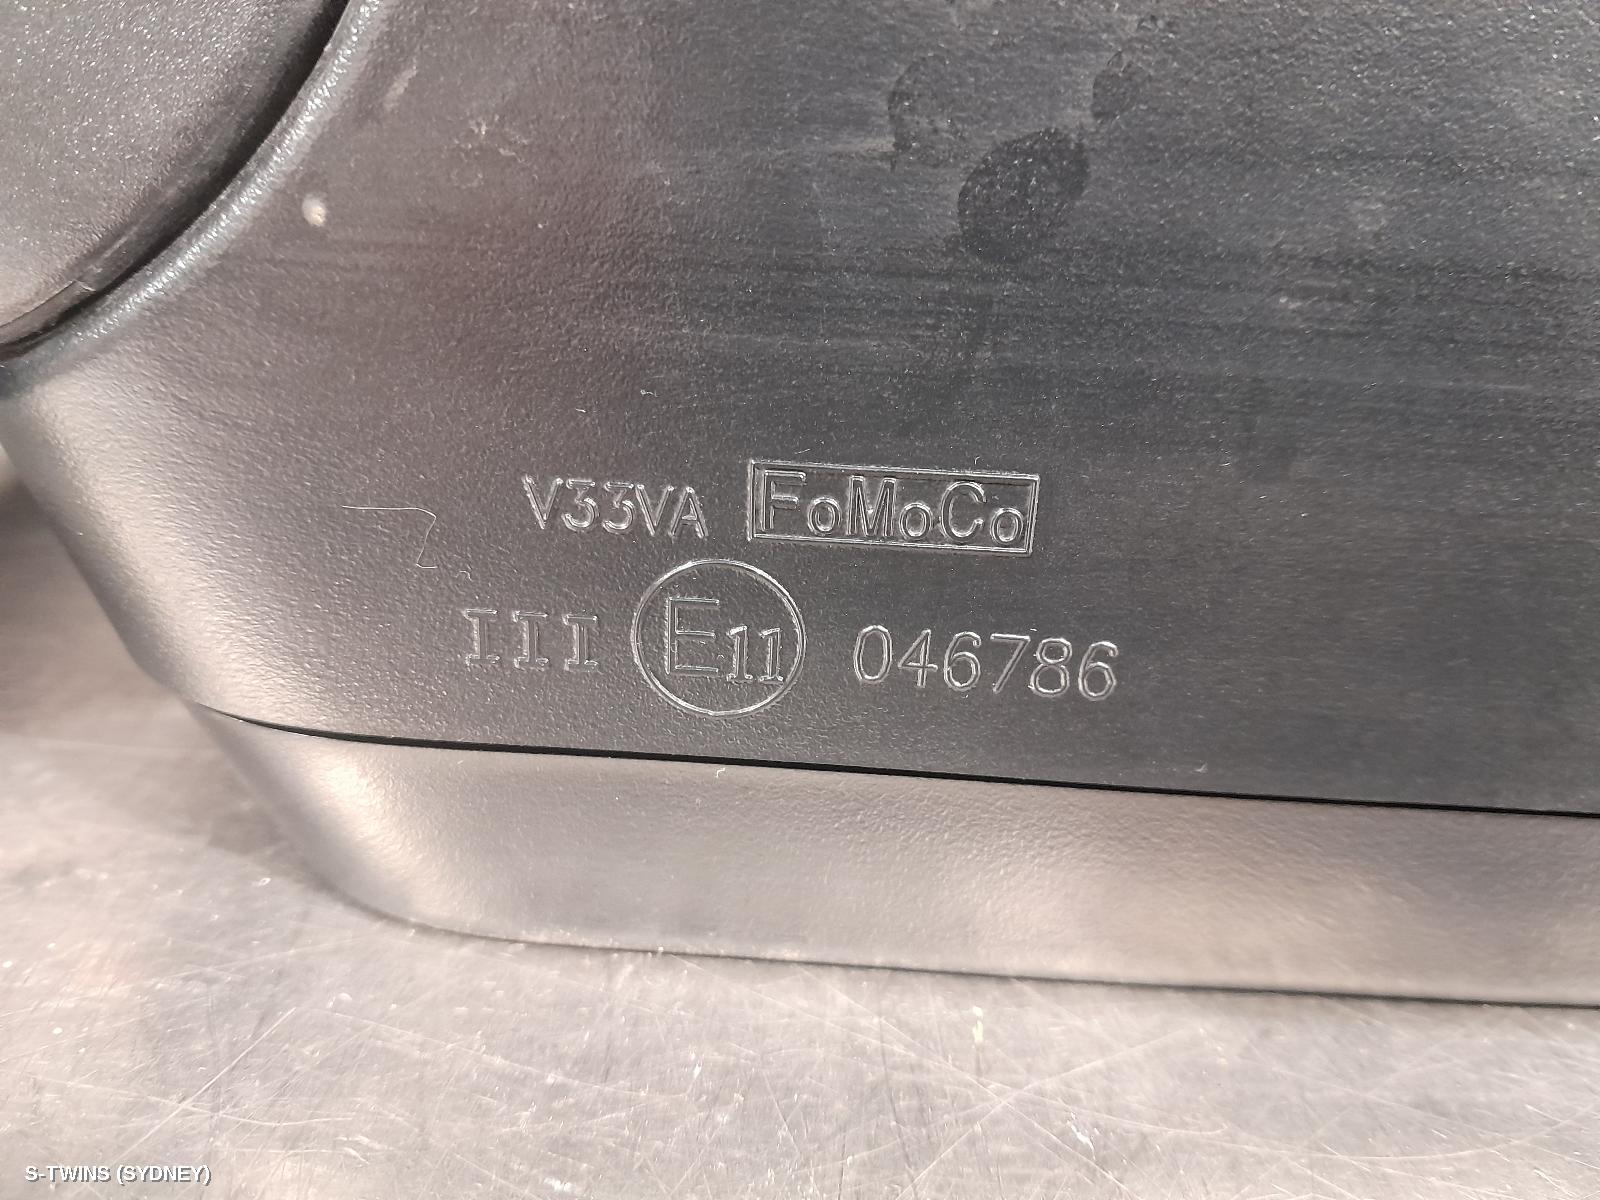 V33VA FoMoCo
III E11 046786
S-TWINS (SYDNEY)